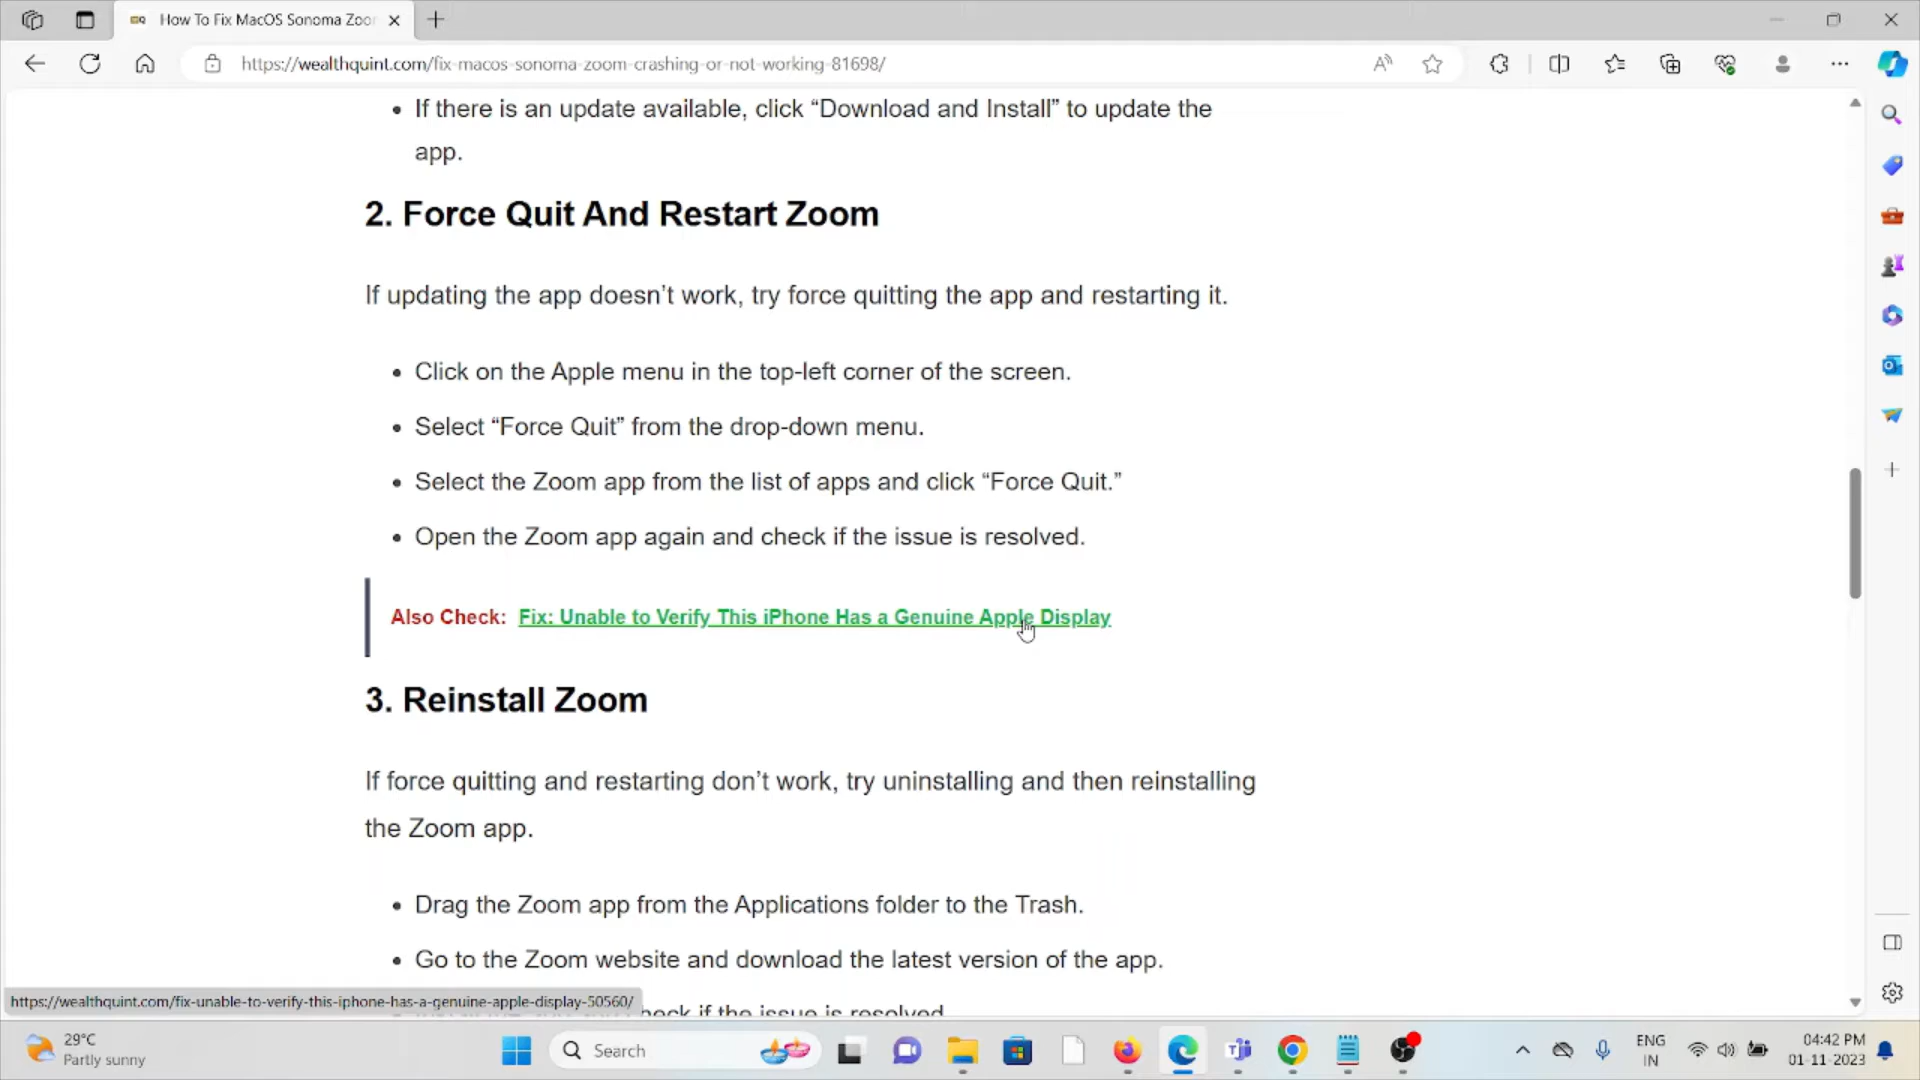 How To Fix MacOS Sonoma Zoo
https://wealthquint.com/fix-macos-sonoma-zoom-crashing-or-not-working-81698/
• If there is an update available, click “Download and Install” to update the
app.
2. Force Quit And Restart Zoom
If updating the app doesn’t work, try force quitting the app and restarting it.
• Click on the Apple menu in the top-left corner of the screen.
• Select “Force Quit” from the drop-down menu.
• Select the Zoom app from the list of apps and click “Force Quit.”
• Open the Zoom app again and check if the issue is resolved.
Also Check: Fix: Unable to Verify This iPhone Has a Genuine Apple Display
3. Reinstall Zoom
If force quitting and restarting don’t work, try uninstalling and then reinstalling
the Zoom app.
• Drag the Zoom app from the Applications folder to the Trash.
• Go to the Zoom website and download the latest version of the app.
https://wealthquint.com/fix-unable-to-verify-this-iphone-has-a-genuine-apple-display-50560/
check if the issue is resolved
29°C
Partly sunny
Search
ENG
IN
04:42 PM
01-11-2023